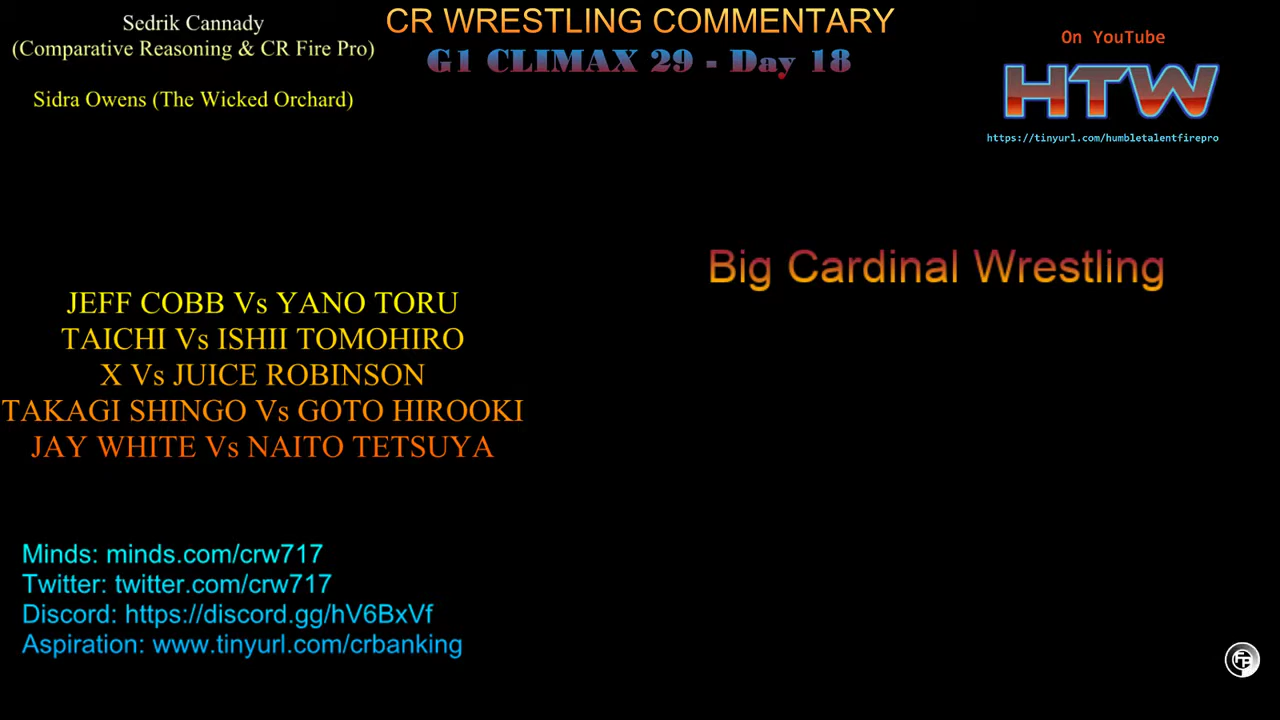 Sedrik Cannady
(Comparative Reasoning & CR Fire Pro)
Sidra Owens (The Wicked Orchard)
CR WRESTLING COMMENTARY
G1 CLIMAX 29 - Day 18
On YouTube
HTW
https://tinyurl.com/humbletalentfirepro
Big Cardinal Wrestling
JEFF COBB Vs YANO TORU
TAICHI Vs ISHII TOMOHIRO
X Vs JUICE ROBINSON
TAKAGI SHINGO Vs GOTO HIROOKI
JAY WHITE Vs NAITO TETSUYA
Minds: minds.com/crw717
Twitter: twitter.com/crw717
Discord: https://discord.gg/hV6BxVf
Aspiration: www.tinyurl.com/crbanking